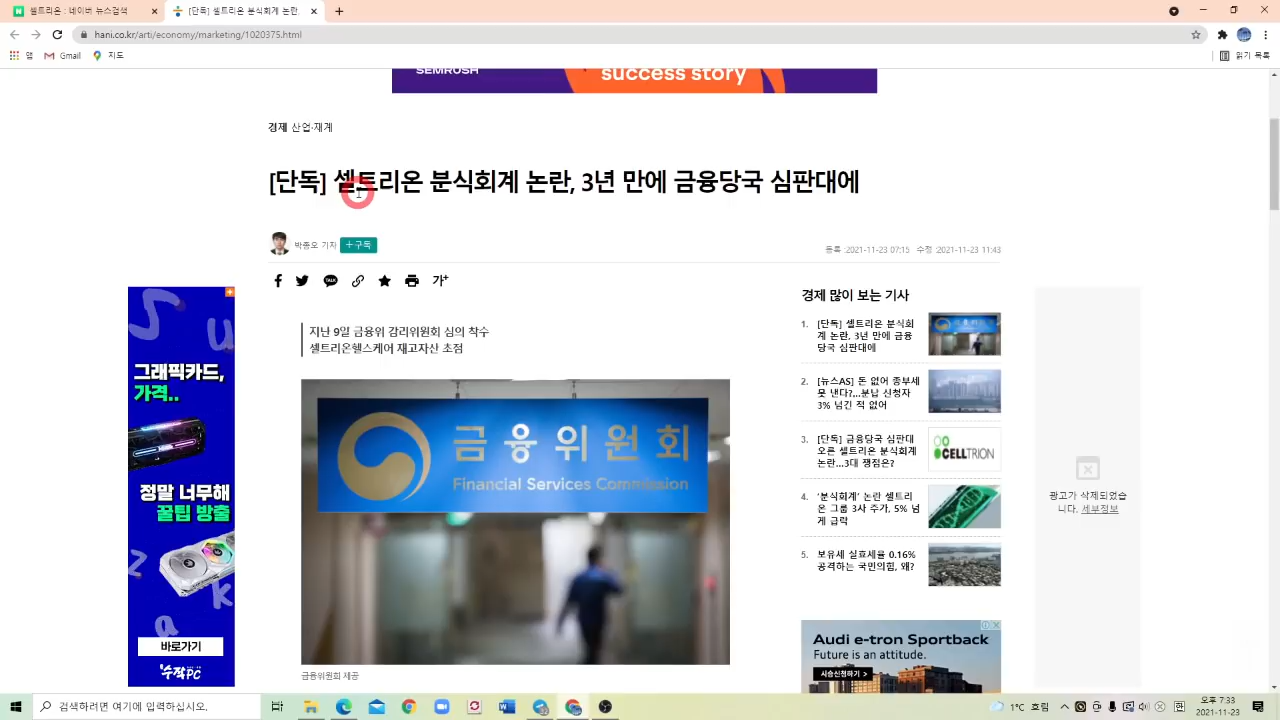 셀트리온 : 네이버 뉴스검색
[단독] 셀트리온 분식회계 논란,
hani.co.kr/arti/economy/marketing/1020375.html
앱
Gmail
지도
읽기 목록
SEMRUSH
success story
경제 산업·재계
[단독] 셀트리온 분식회계 논란, 3년 만에 금융당국 심판대에
박종오 기자
+구독
등록 :2021-11-23 07:15 수정 :2021-11-23 11:43
TALK
가+
지난 9일 금융위 감리위원회 심의 착수
셀트리온헬스케어 재고자산 초점
금융위원회
Financial Services Commission
금융위원회 제공
그래픽카드,
가격..
정말 너무해
꿀팁 방출
바로가기
수적PC
경제 많이 보는 기사
1. [단독] 셀트리온 분식회
계 논란, 3년 만에 금융
당국 심판대에
2. [뉴스AS] 돈 없어 종부세
못 낸다?…분납 신청자
3% 넘긴 적 없어
3. [단독] 금융당국 심판대
오른 셀트리온 분식회계
논란…3대 쟁점은?
CELLTRION
4. '분식회계' 논란 셀트리
온 그룹 3사 주가, 5% 넘
게 급락
5. 보유세 실효세율 0.16%
공격하는 국민의힘, 왜?
Audi e-tron Sportback
Future is an attitude.
시승신청하기 >
광고가 삭제되었습
니다. 세부정보
검색하려면 여기에 입력하십시오.
1°C 흐림
오후 7:33
2021-11-23